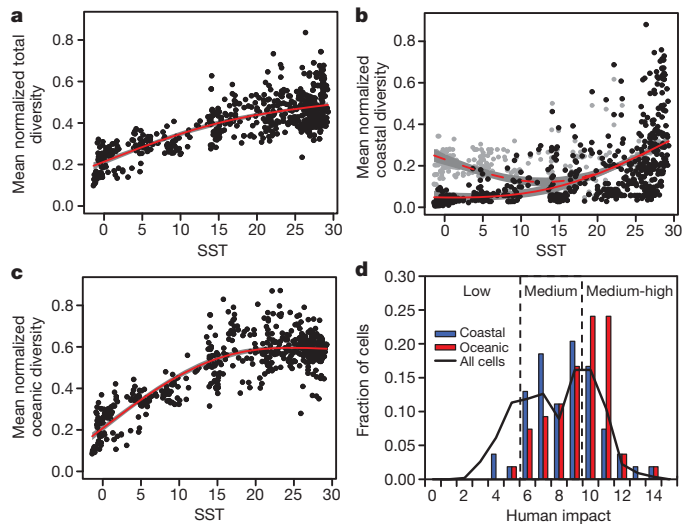 a
Mean normalized total
diversity
0.8
0.6
0.4
0.2
0.0
0 5 10 15 20 25 30
SST
b
Mean normalized
coastal diversity
0.8
0.6
0.4
0.2
0.0
0 5 10 15 20 25 30
SST
c
Mean normalized
oceanic diversity
0.8
0.6
0.4
0.2
0.0
0 5 10 15 20 25 30
SST
d
Fraction of cells
0.30
0.25
0.20
0.15
0.10
0.05
0.00
Low Medium Medium-high
Coastal
Oceanic
All cells
0 2 4 6 8 10 12 14
Human impact